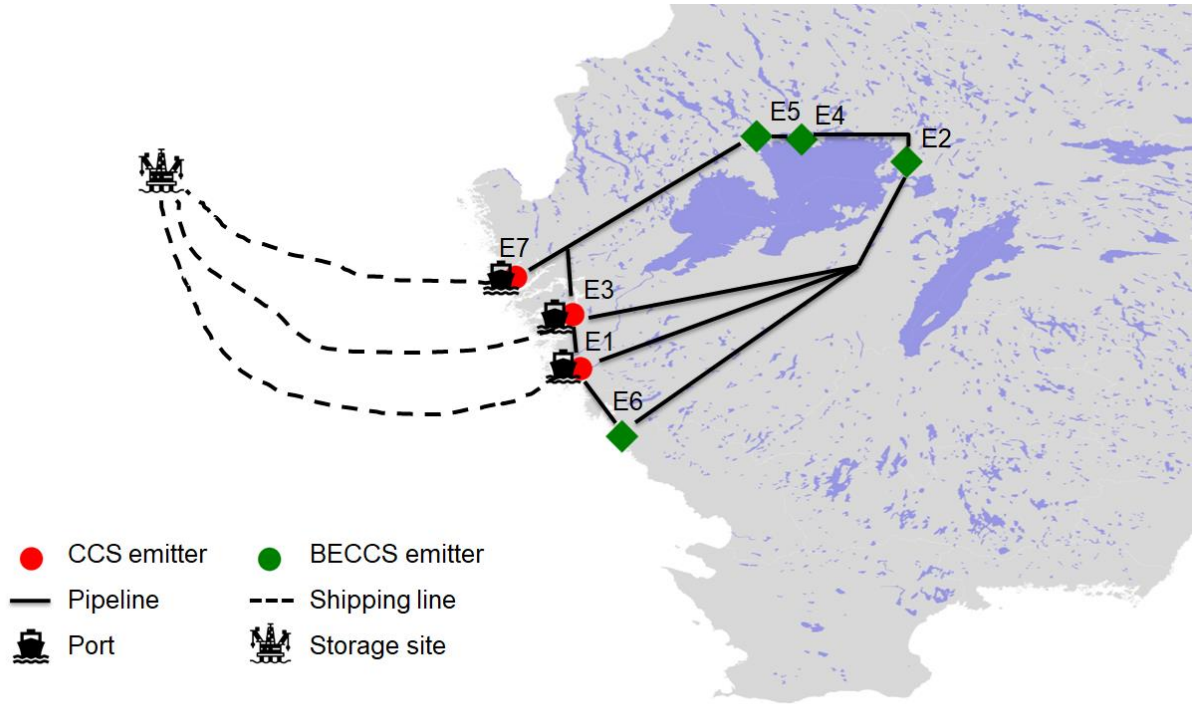 E5
E4
E2
E7
E3
E1
E6
CCS emitter
BECCS emitter
Pipeline
Shipping line
Port
Storage site